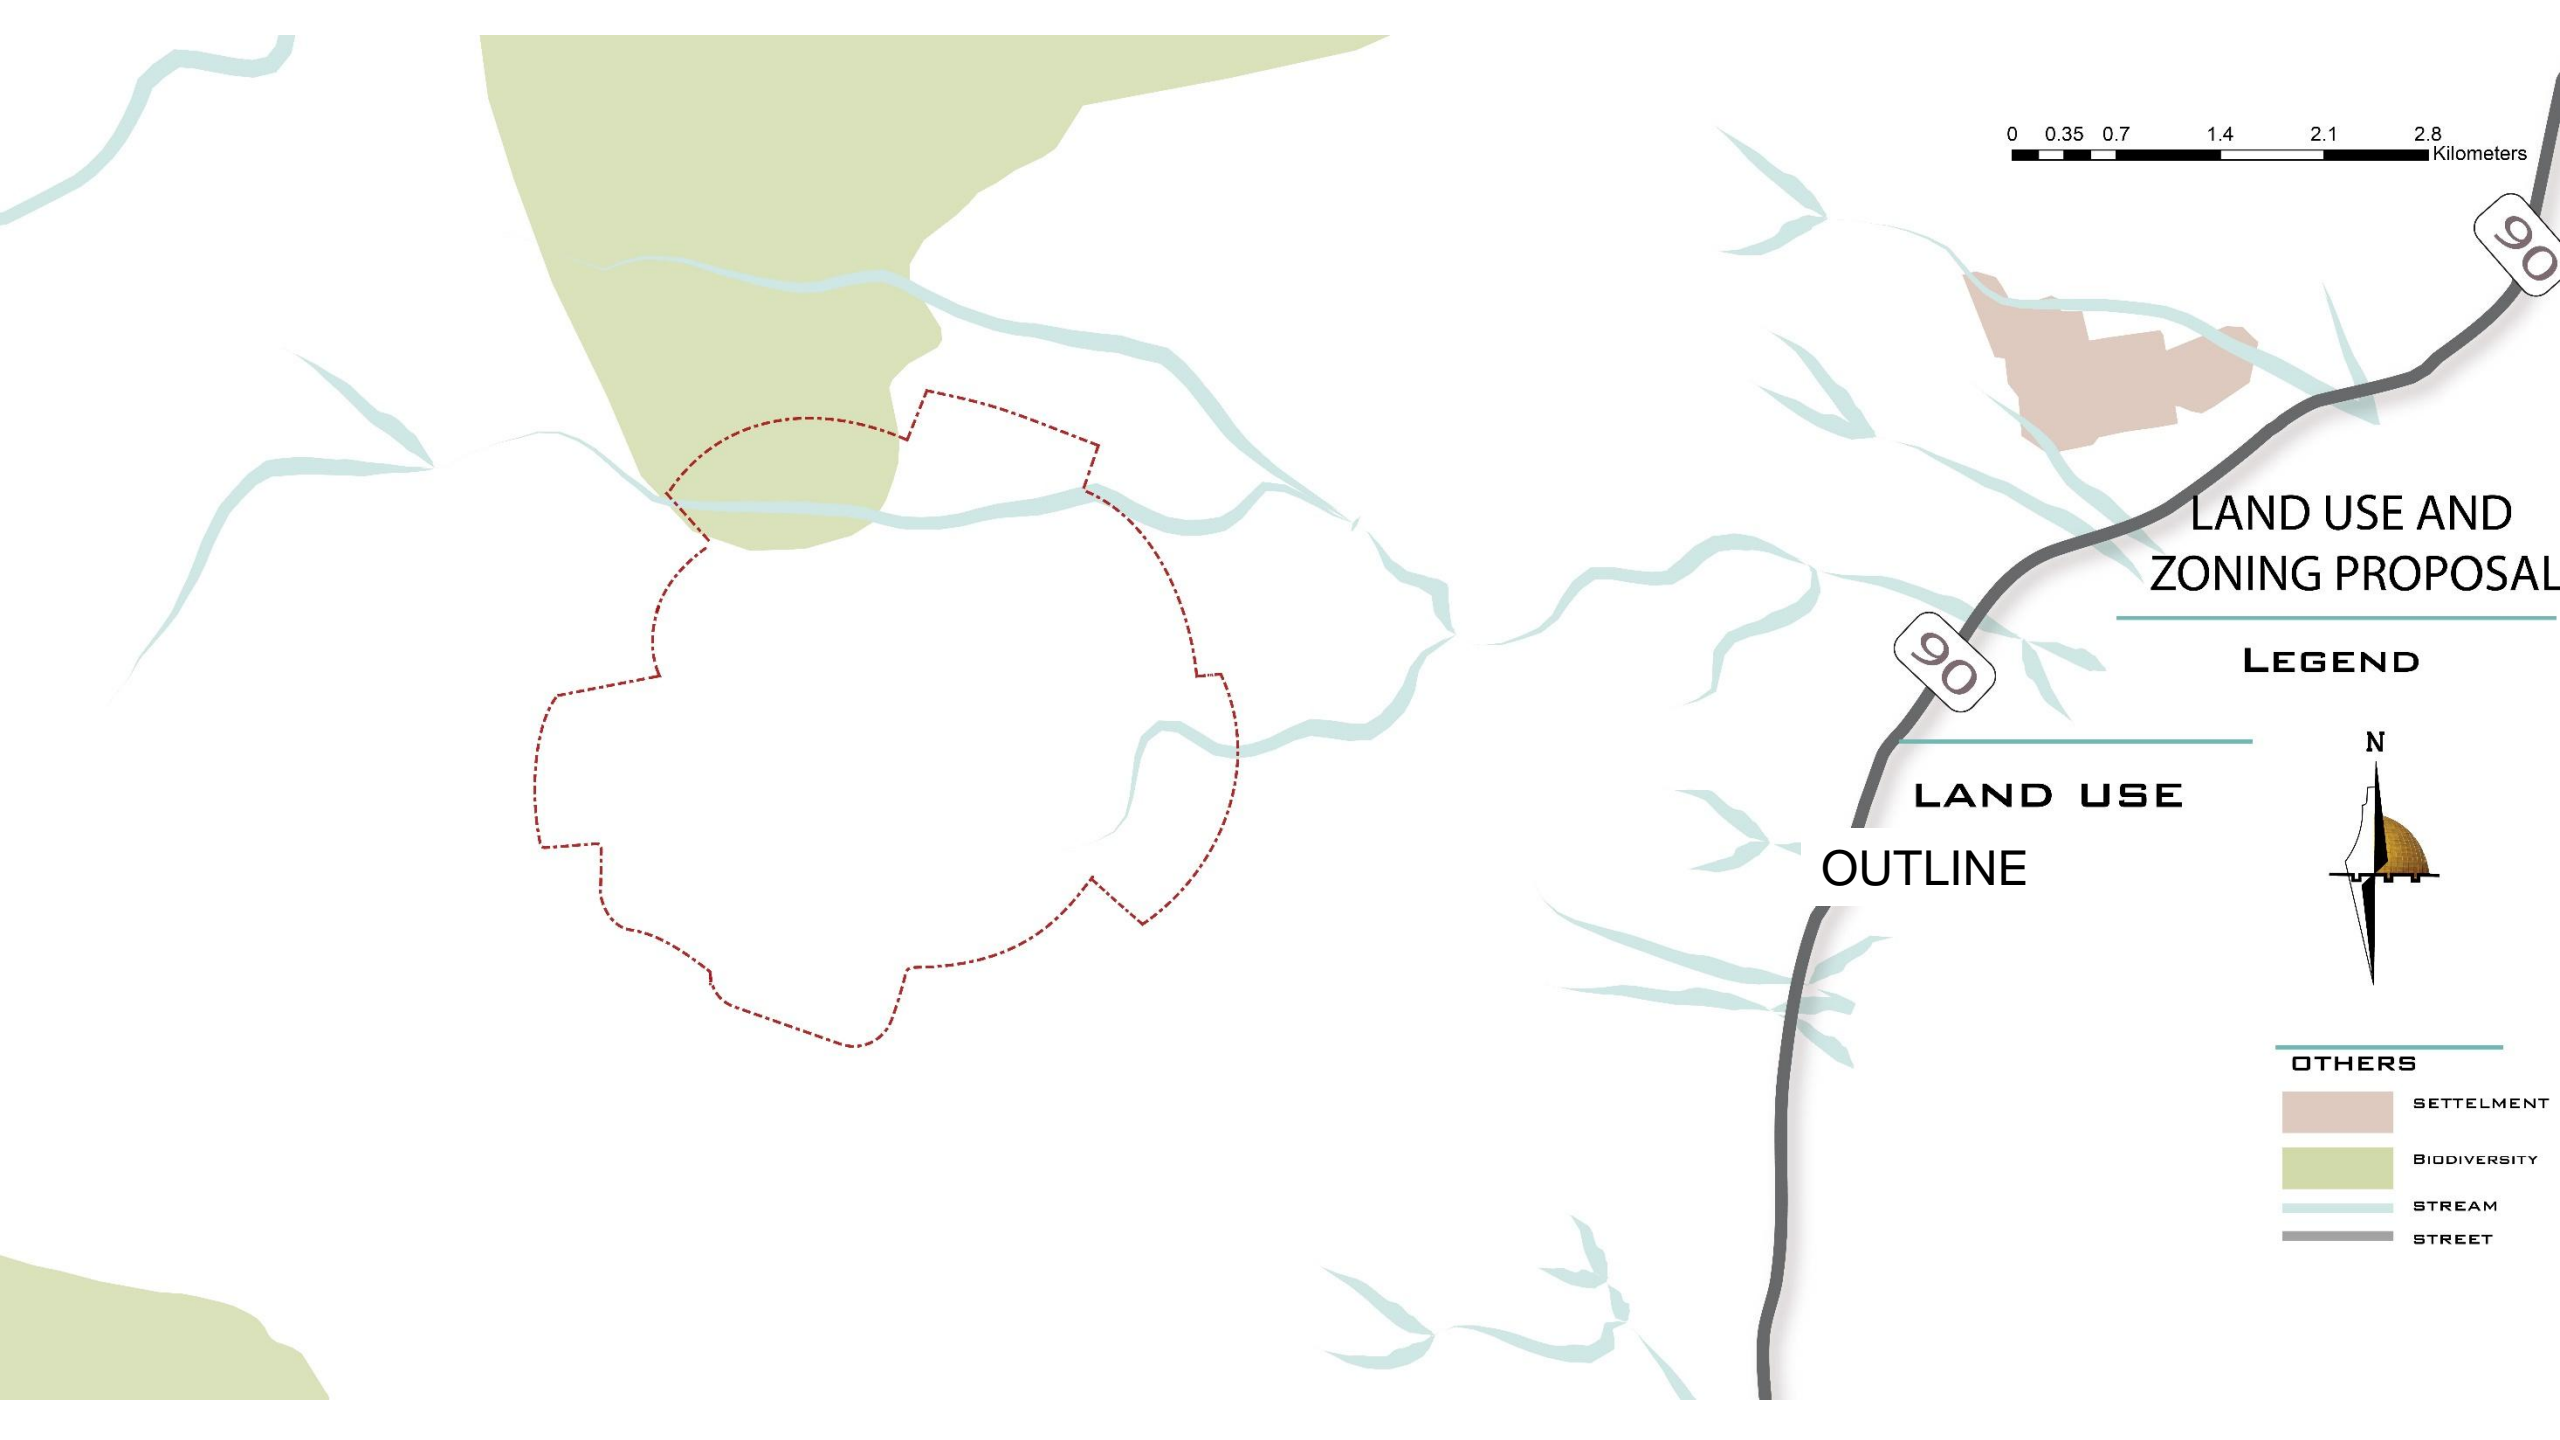 0 0.35 0.7 1.4 2.1 2.8
Kilometers
90
LAND USE AND
ZONING PROPOSAL
90
LEGEND
N
LAND USE
OUTLINE
OTHERS
SETTELMENT
BIODIVERSITY
STREAM
STREET